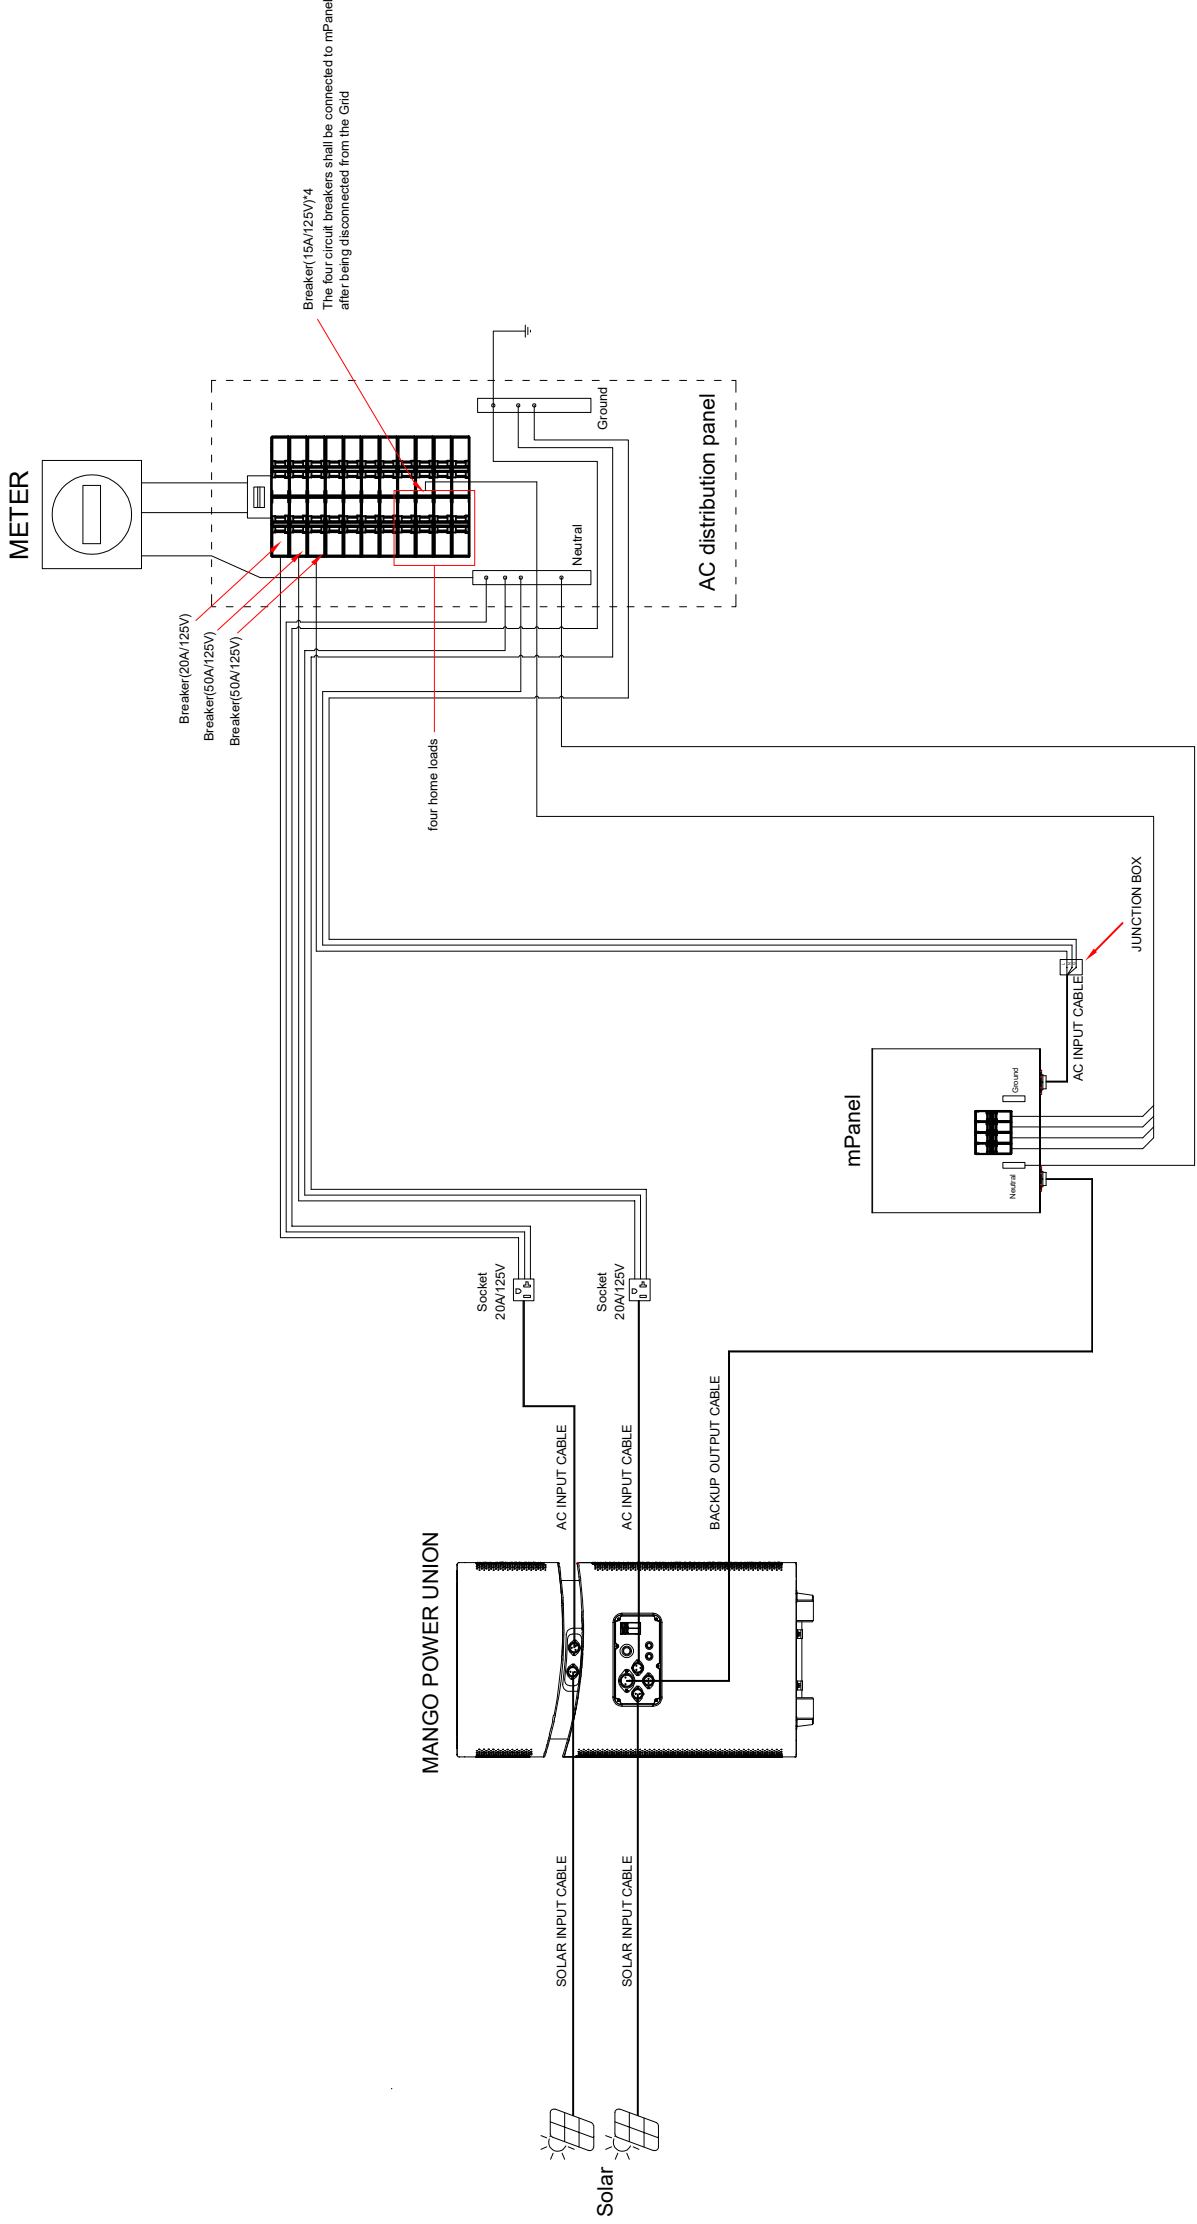 METER
Breaker(15A/125V)*4
The four circuit breakers shall be connected to mPanel
after being disconnected from the Grid
Breaker(20A/125V)
Breaker(50A/125V)
Breaker(50A/125V)
Ground
Neutral
AC distribution panel
four home loads
JUNCTION BOX
AC INPUT CABLE
mPanel
Ground
Neutral
Socket
20A/125V
Socket
20A/125V
AC INPUT CABLE
AC INPUT CABLE
BACKUP OUTPUT CABLE
MANGO POWER UNION
SOLAR INPUT CABLE
SOLAR INPUT CABLE
Solar